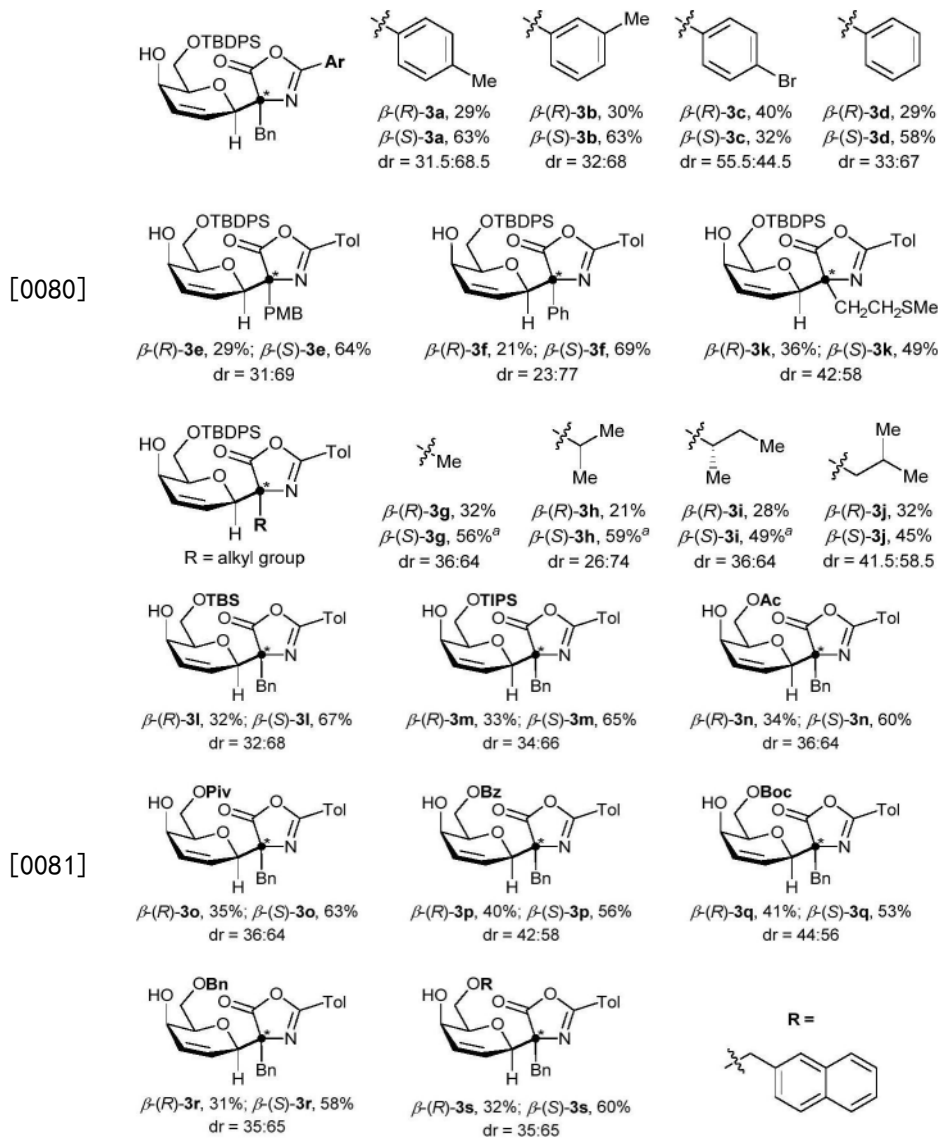 OTBDPS
HO
O
O
Ar
O
*
N
H
Bn
Me
Me
Br
β-(R)-3a, 29%
β-(S)-3a, 63%
dr = 31.5:68.5
β-(R)-3b, 30%
β-(S)-3b, 63%
dr = 32:68
β-(R)-3c, 40%
β-(S)-3c, 32%
dr = 55.5:44.5
β-(R)-3d, 29%
β-(S)-3d, 58%
dr = 33:67
[0080]
OTBDPS
HO
O
O
Tol
O
*
N
H
PMB
β-(R)-3e, 29%; β-(S)-3e, 64%
dr = 31:69
OTBDPS
HO
O
O
Tol
O
*
N
H
Ph
β-(R)-3f, 21%; β-(S)-3f, 69%
dr = 23:77
OTBDPS
HO
O
O
Tol
O
*
N
H
CH2CH2SMe
β-(R)-3k, 36%; β-(S)-3k, 49%
dr = 42:58
OTBDPS
HO
O
O
Tol
O
*
N
H
R
R = alkyl group
Me
β-(R)-3g, 32%
β-(S)-3g, 56%a
dr = 36:64
Me
Me
β-(R)-3h, 21%
β-(S)-3h, 59%a
dr = 26:74
Me
Me
β-(R)-3i, 28%
β-(S)-3i, 49%a
dr = 36:64
Me
Me
β-(R)-3j, 32%
β-(S)-3j, 45%
dr = 41.5:58.5
OTBS
HO
O
O
Tol
O
*
N
H
Bn
β-(R)-3l, 32%; β-(S)-3l, 67%
dr = 32:68
OTIPS
HO
O
O
Tol
O
*
N
H
Bn
β-(R)-3m, 33%; β-(S)-3m, 65%
dr = 34:66
OAc
HO
O
O
Tol
O
*
N
H
Bn
β-(R)-3n, 34%; β-(S)-3n, 60%
dr = 36:64
[0081]
OPiv
HO
O
O
Tol
O
*
N
H
Bn
β-(R)-3o, 35%; β-(S)-3o, 63%
dr = 36:64
OBz
HO
O
O
Tol
O
*
N
H
Bn
β-(R)-3p, 40%; β-(S)-3p, 56%
dr = 42:58
OBoc
HO
O
O
Tol
O
*
N
H
Bn
β-(R)-3q, 41%; β-(S)-3q, 53%
dr = 44:56
OBn
HO
O
O
Tol
O
*
N
H
Bn
β-(R)-3r, 31%; β-(S)-3r, 58%
dr = 35:65
OR
HO
O
O
Tol
O
*
N
H
Bn
β-(R)-3s, 32%; β-(S)-3s, 60%
dr = 35:65
R =